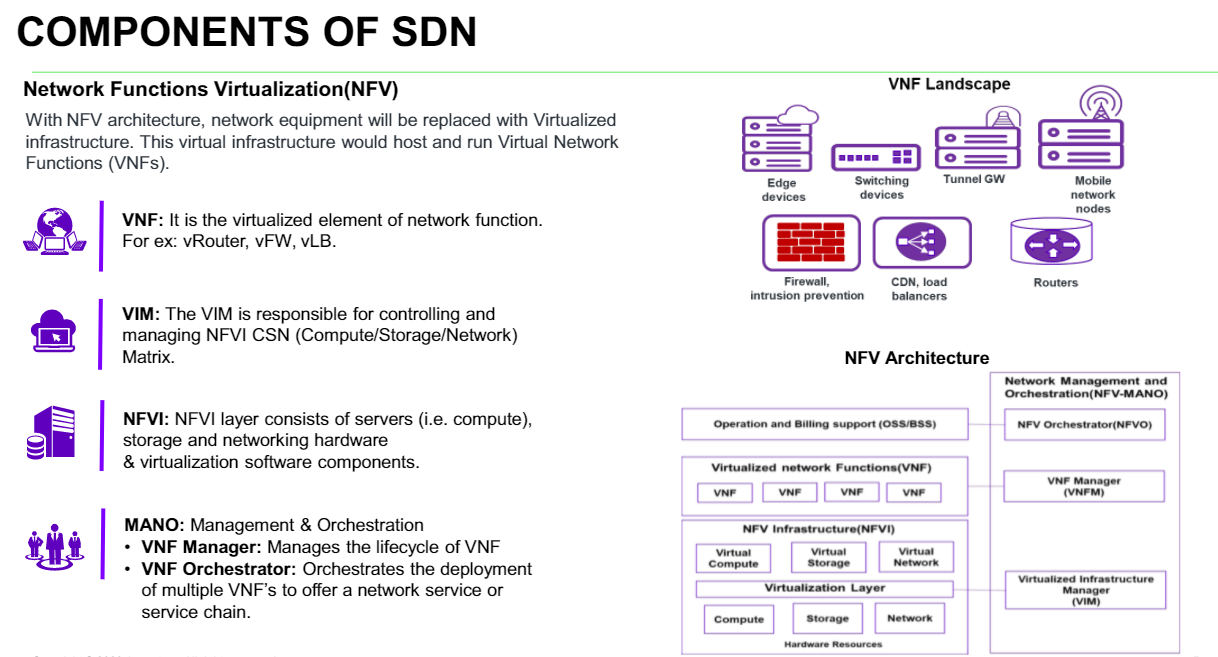 COMPONENTS OF SDN
Network Functions Virtualization(NFV)
With NFV architecture, network equipment will be replaced with Virtualized
infrastructure. This virtual infrastructure would host and run Virtual Network
Functions (VNFs).
VNF: It is the virtualized element of network function.
For ex: vRouter, vFW, vLB.
VIM: The VIM is responsible for controlling and
managing NFVI CSN (Compute/Storage/Network)
Matrix.
NFVI: NFVI layer consists of servers (i.e. compute),
storage and networking hardware
& virtualization software components.
MANO: Management & Orchestration
• VNF Manager: Manages the lifecycle of VNF
• VNF Orchestrator: Orchestrates the deployment
of multiple VNF's to offer a network service or
service chain.
VNF Landscape
Edge
devices
Switching
devices
Tunnel GW
Mobile
network
nodes
Firewall,
intrusion prevention
CDN, load
balancers
Routers
NFV Architecture
Network Management and
Orchestration(NFV-MANO)
Operation and Billing support (OSS/BSS)
NFV Orchestrator(NFVO)
Virtualized network Functions(VNF)
VNF
VNF
VNF
VNF
VNF Manager
(VNFM)
NFV Infrastructure(NFVI)
Virtual
Compute
Virtual
Storage
Virtual
Network
Virtualization Layer
Virtualized Infrastructure
Manager
(VIM)
Compute
Storage
Network
Hardware Resources